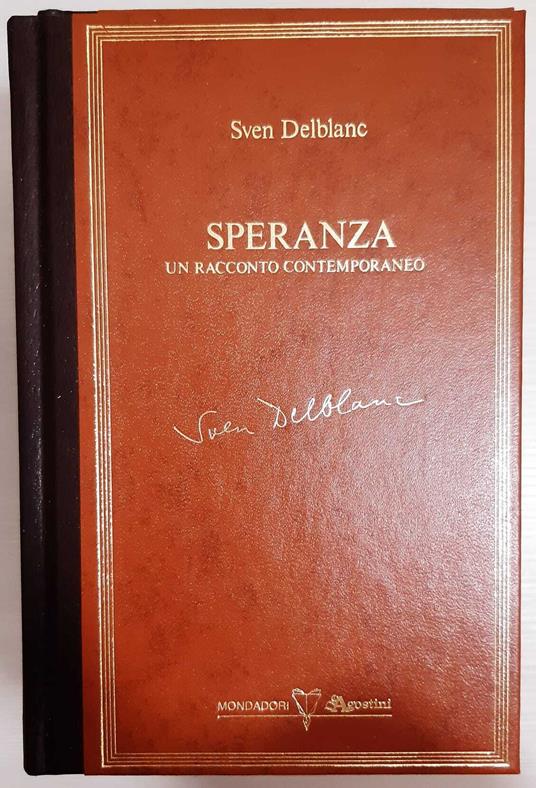 Sven Delblanc
SPERANZA
UN RACCONTO CONTEMPORANEO
Sven Delblanc
MONDADORI DeAgostini